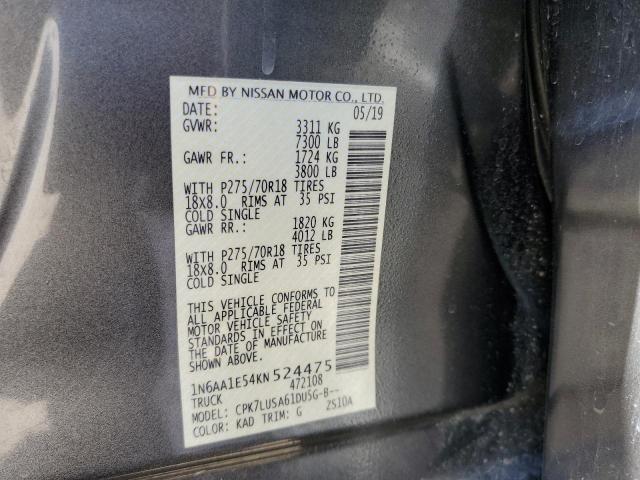 MFD BY NISSAN MOTOR CO., LTD.
DATE: 05/19
GVWR: 3311 KG
7300 LB
GAWR FR.: 1724 KG
3800 LB
WITH P275/70R18 TIRES
18X8.0 RIMS AT 35 PSI
COLD SINGLE
GAWR RR.: 1820 KG
4012 LB
WITH P275/70R18 TIRES
18X8.0 RIMS AT 35 PSI
COLD SINGLE
THIS VEHICLE CONFORMS TO
ALL APPLICABLE FEDERAL
MOTOR VEHICLE SAFETY
STANDARDS IN EFFECT ON
THE DATE OF MANUFACTURE
SHOWN ABOVE.
1N6AA1E54KN524475
TRUCK 472108
MODEL: CPK7LUSA61DU5G-B--
COLOR: KAD TRIM: G ZS10A